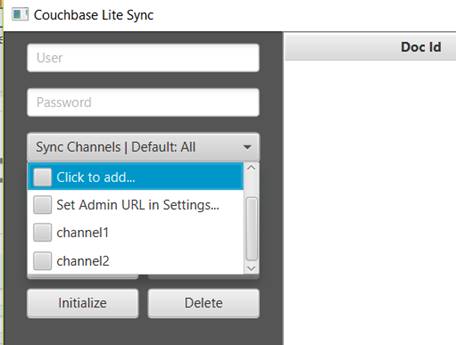 Couchbase Lite Sync
User
Doc Id
Password
Sync Channels | Default: All
Click to add...
Set Admin URL in Settings...
channel1
channel2
Initialize
Delete